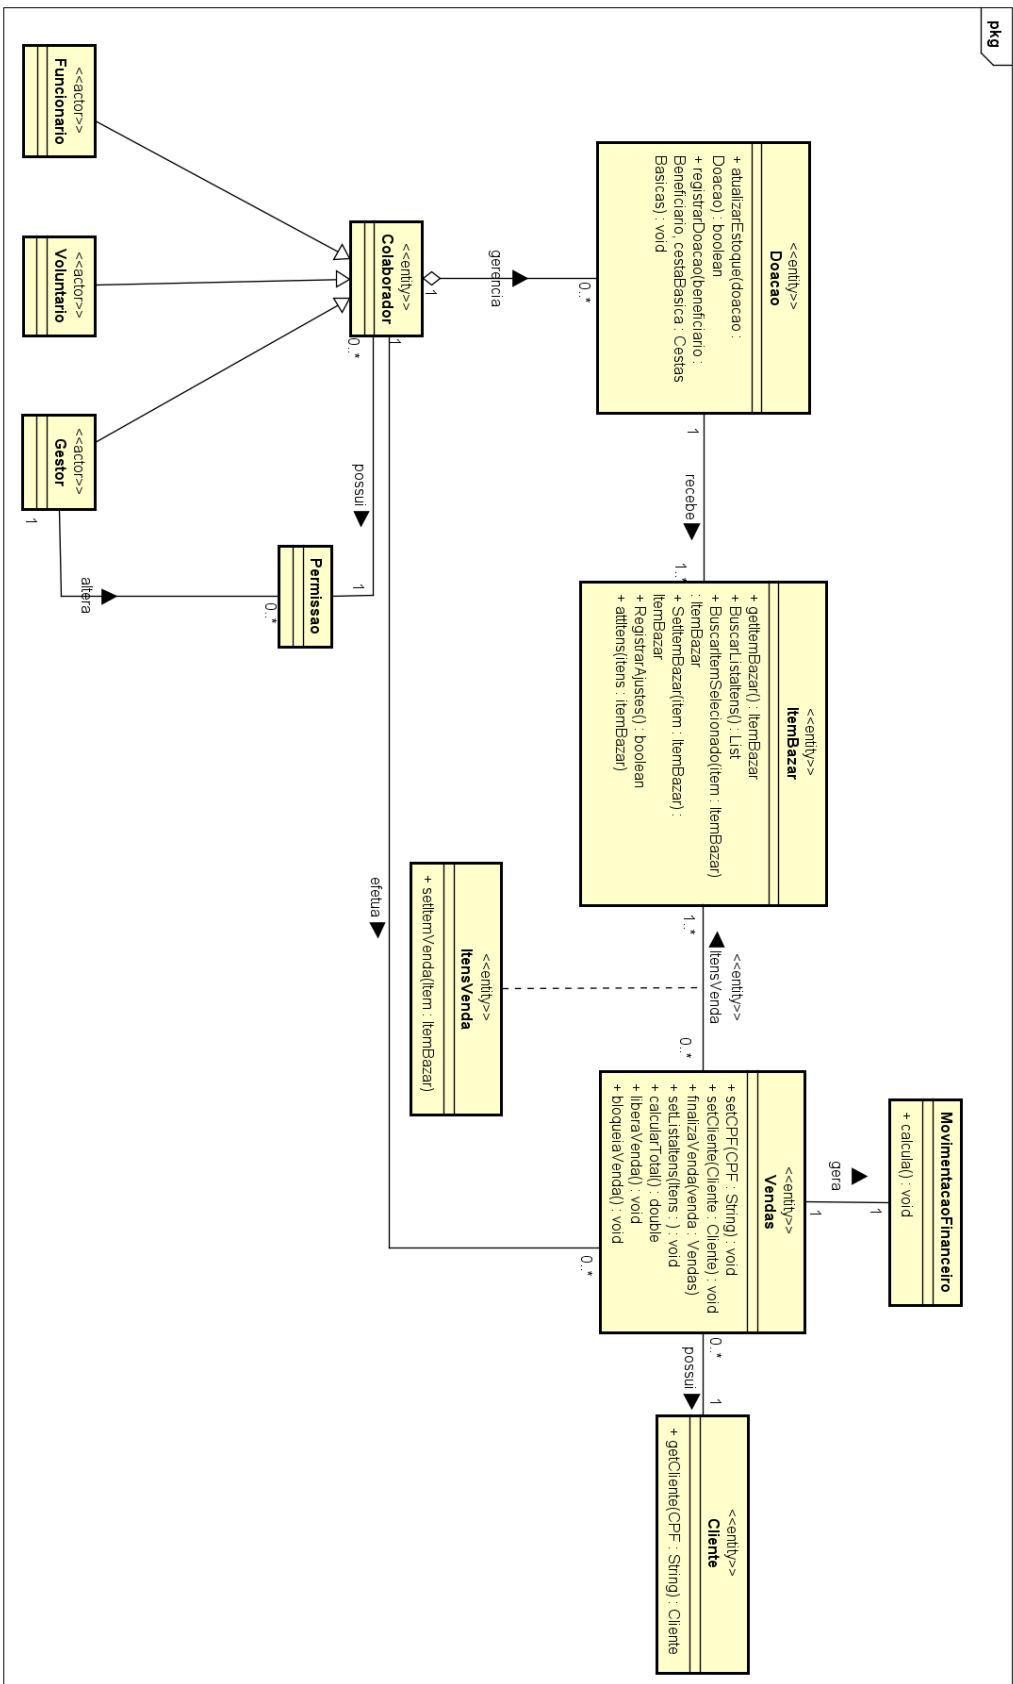 pkg
<<entity>>
Doacao
+ atualizarEstoque(doacao :
Doacao) : boolean
+ registrarDoacao(beneficiario :
Beneficiario, cestaBasica : Cestas
Basicas) : void
<<entity>>
ItemBazar
+ getItemBazar() : ItemBazar
+ BuscarListaItens() : List
+ BuscarItemSelecionado(item : ItemBazar)
: ItemBazar
+ SetItemBazar(item : ItemBazar) :
ItemBazar
+ RegistrarAjustes() : boolean
+ attItens(itens : itemBazar)
MovimentacaoFinanceiro
+ calcula() : void
gera
1
1
<<entity>>
Vendas
+ setCPF(CPF : String) : void
+ setCliente(Cliente : Cliente) : void
+ finalizaVenda(venda : Vendas)
+ setListaItens(Itens : ) : void
+ calcularTotal() : double
+ liberaVenda() : void
+ bloqueiaVenda() : void
<<entity>>
Cliente
+ getCliente(CPF : String) : Cliente
1
recebe
1..*
1..*
<<entity>>
ItensVenda
0..*
0..*
possui
1
0..*
gerencia
1
<<entity>>
ItensVenda
+ setItemVenda(Item : ItemBazar)
0..*
<<entity>>
Colaborador
1
efetua
0..*
possui
1
Permissao
0..*
altera
1
<<actor>>
Funcionario
<<actor>>
Voluntario
<<actor>>
Gestor